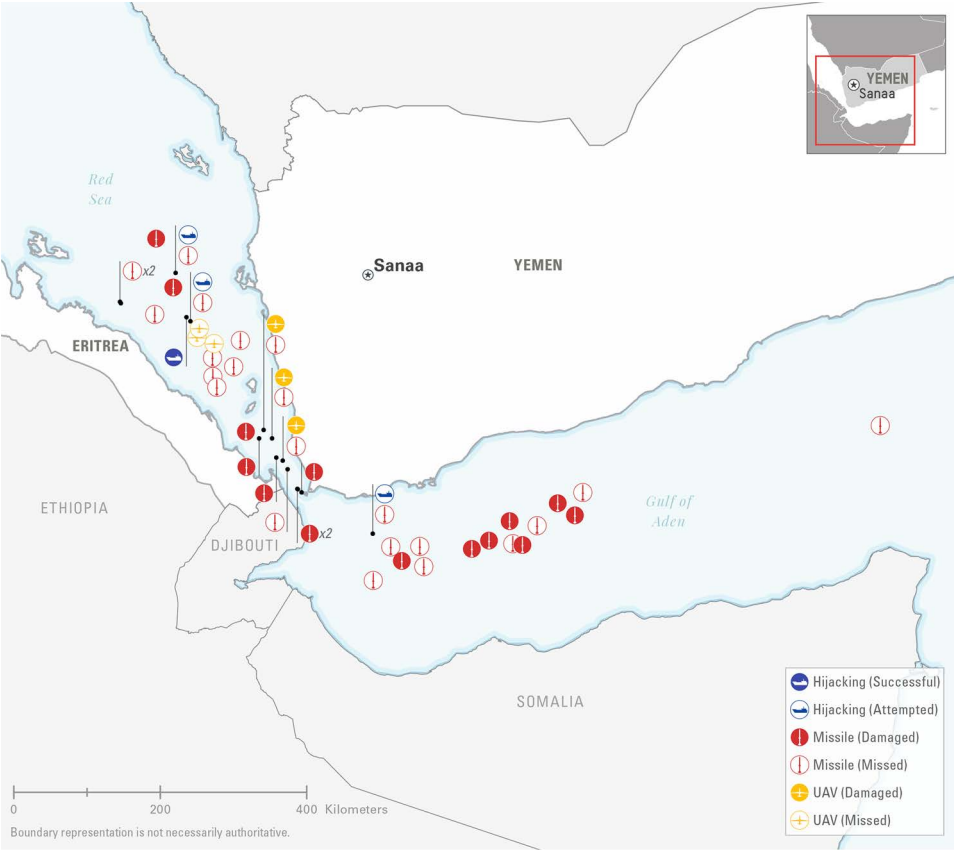 YEMEN
Sanaa
Red
Sea
x2
Sanaa
YEMEN
ERITREA
ETHIOPIA
Gulf of
Aden
x2
DJIBOUTI
SOMALIA
Hijacking (Successful)
Hijacking (Attempted)
Missile (Damaged)
Missile (Missed)
UAV (Damaged)
UAV (Missed)
0 200 400 Kilometers
Boundary representation is not necessarily authoritative.